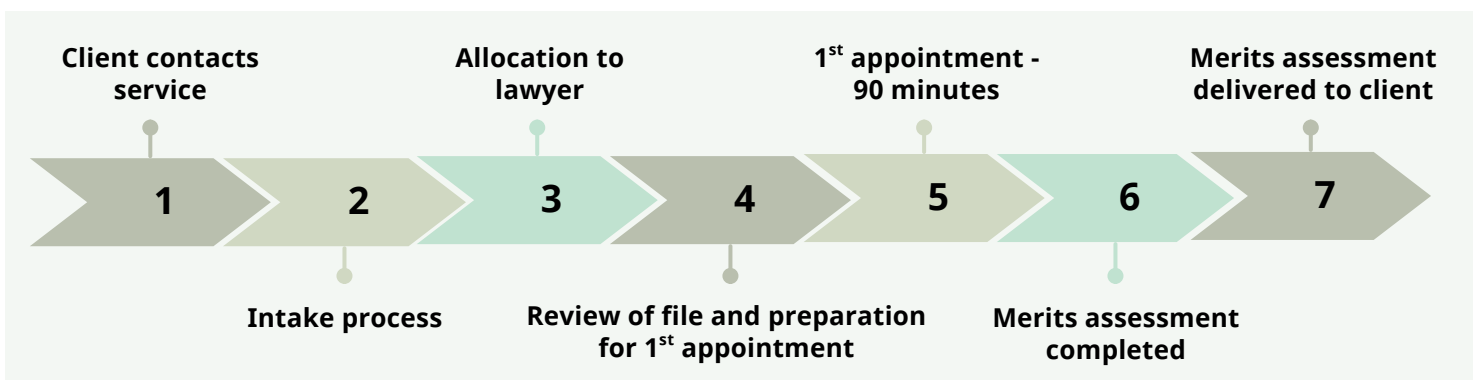 Client contacts
service
Allocation to
lawyer
1st appointment -
90 minutes
Merits assessment
delivered to client
1
2
3
4
5
6
7
Intake process
Review of file and preparation
for 1st appointment
Merits assessment
completed